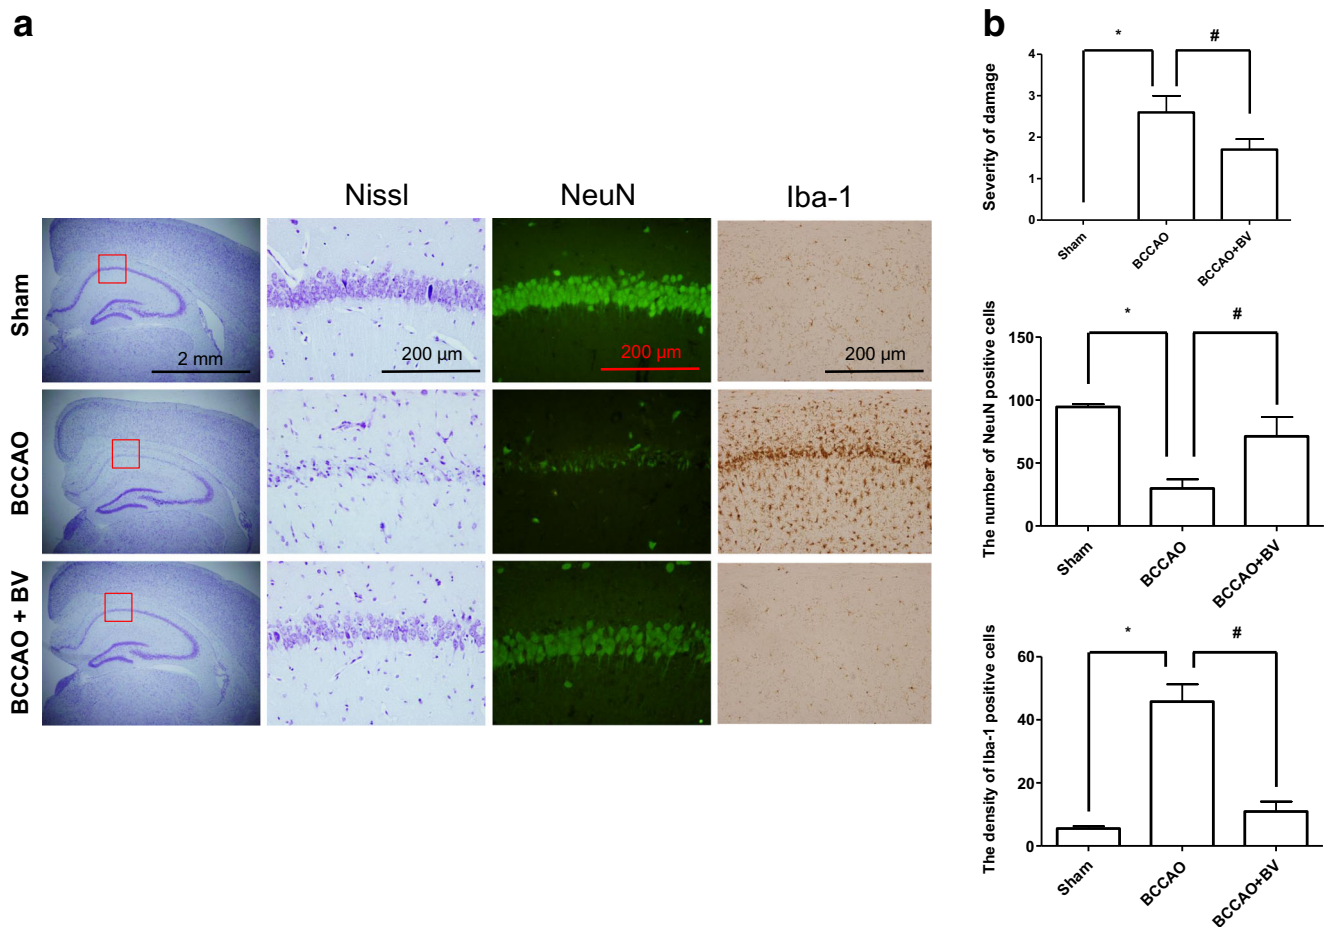 a
Nissl
NeuN
Iba-1
Sham
2 mm
200 µm
200 µm
200 µm
BCCAO
BCCAO + BV
b
*
#
Severity of damage
4
3
2
1
0
Sham
BCCAO
BCCAO+BV
*
#
The number of NeuN positive cells
150
100
50
0
Sham
BCCAO
BCCAO+BV
*
#
The density of Iba-1 positive cells
60
40
20
0
Sham
BCCAO
BCCAO+BV